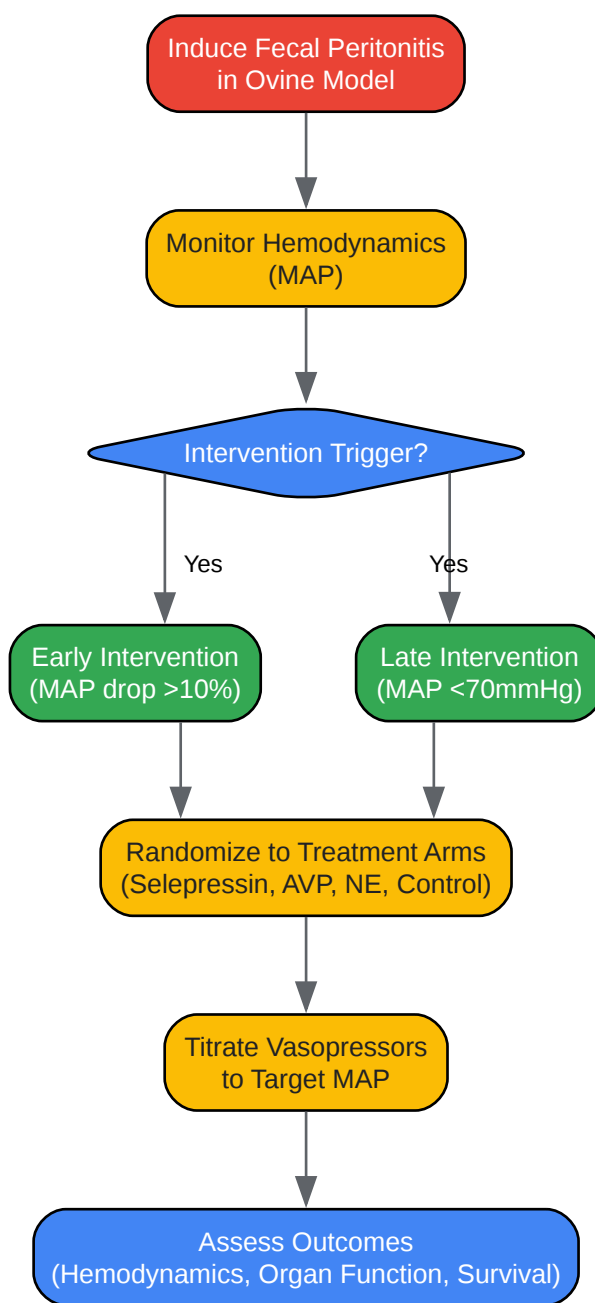 Induce Fecal Peritonitis
in Ovine Model
Monitor Hemodynamics
(MAP)
Intervention Trigger?
Yes
Yes
Early Intervention
(MAP drop >10%)
Late Intervention
(MAP <70mmHg)
Randomize to Treatment Arms
(Selepressin, AVP, NE, Control)
Titrate Vasopressors
to Target MAP
Assess Outcomes
(Hemodynamics, Organ Function, Survival)